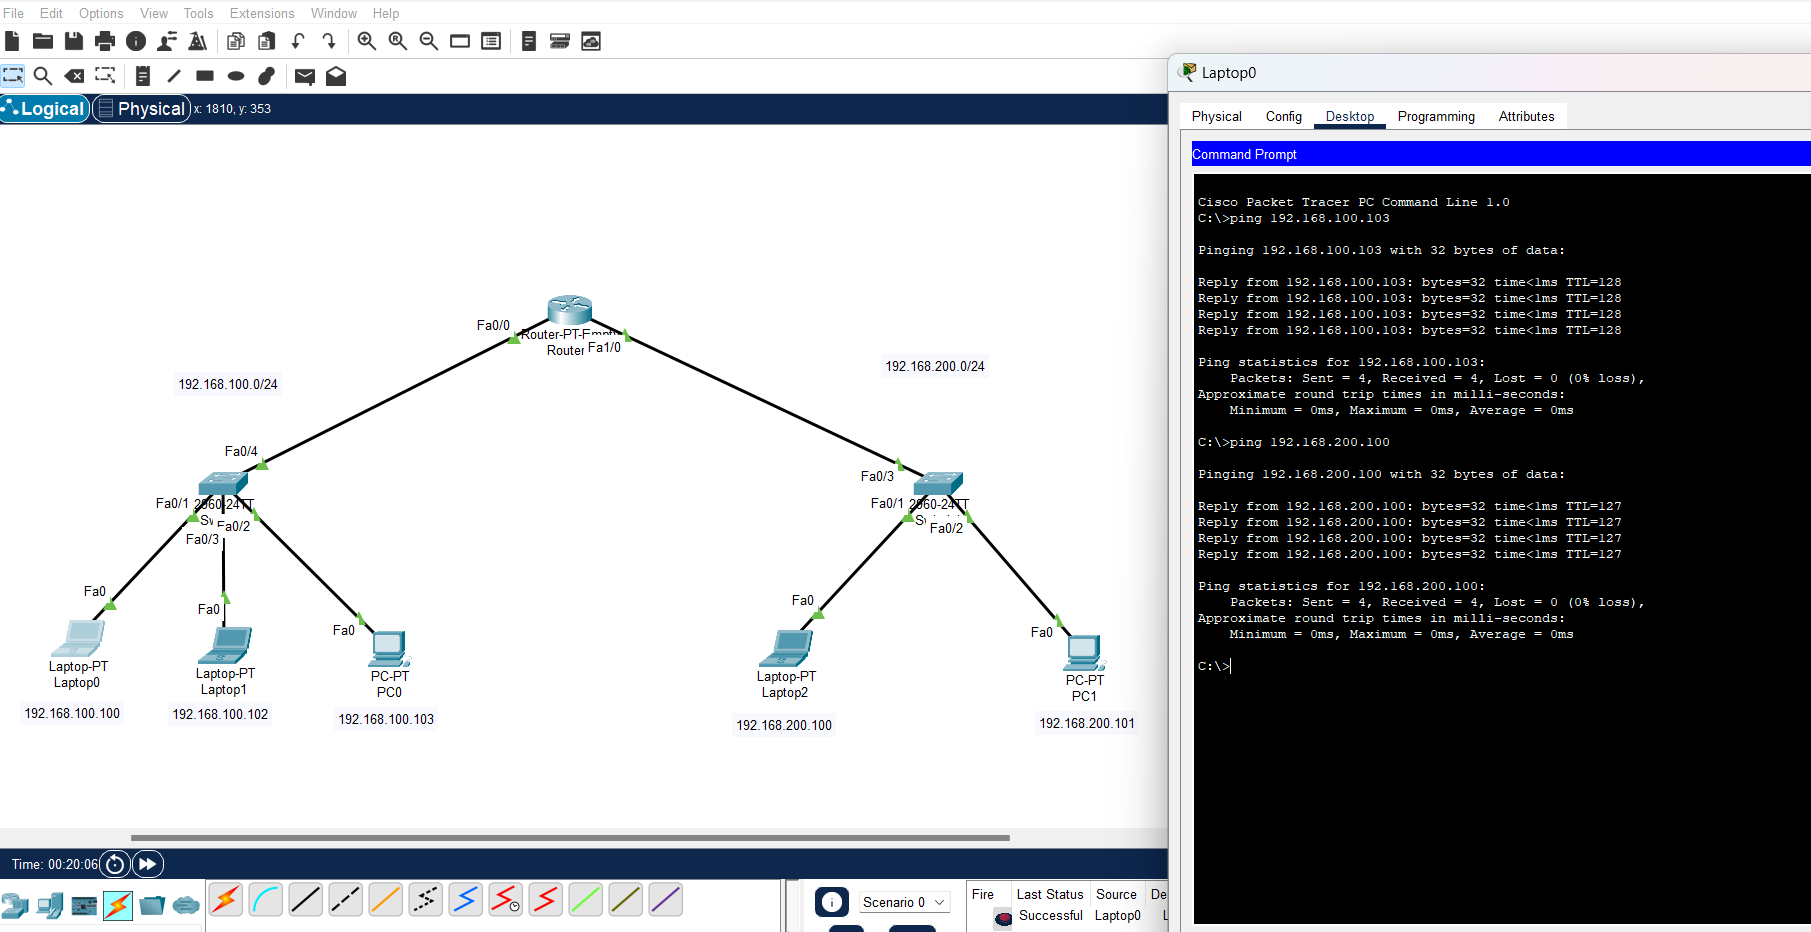 File Edit Options View Tools Extensions Window Help
Logical Physical x: 1810, y: 353
Fa0/0
Router-PT-Empty
Router
Fa1/0
192.168.100.0/24
192.168.200.0/24
Fa0/4
Fa0/1 2960-24TT
Fa0/2
Fa0/3
Fa0/3
Fa0/1 2960-24TT
Fa0/2
Fa0
Fa0
Fa0
Fa0
Fa0
Laptop-PT
Laptop0
192.168.100.100
Laptop-PT
Laptop1
192.168.100.102
PC-PT
PC0
192.168.100.103
Laptop-PT
Laptop2
192.168.200.100
PC-PT
PC1
192.168.200.101
Time: 00:20:06
Scenario 0
Fire Last Status Source
Successful Laptop0
Laptop0
Physical Config Desktop Programming Attributes
Command Prompt
Cisco Packet Tracer PC Command Line 1.0
C:\>ping 192.168.100.103
Pinging 192.168.100.103 with 32 bytes of data:
Reply from 192.168.100.103: bytes=32 time<1ms TTL=128
Reply from 192.168.100.103: bytes=32 time<1ms TTL=128
Reply from 192.168.100.103: bytes=32 time<1ms TTL=128
Reply from 192.168.100.103: bytes=32 time<1ms TTL=128
Ping statistics for 192.168.100.103:
Packets: Sent = 4, Received = 4, Lost = 0 (0% loss),
Approximate round trip times in milli-seconds:
Minimum = 0ms, Maximum = 0ms, Average = 0ms
C:\>ping 192.168.200.100
Pinging 192.168.200.100 with 32 bytes of data:
Reply from 192.168.200.100: bytes=32 time<1ms TTL=127
Reply from 192.168.200.100: bytes=32 time<1ms TTL=127
Reply from 192.168.200.100: bytes=32 time<1ms TTL=127
Reply from 192.168.200.100: bytes=32 time<1ms TTL=127
Ping statistics for 192.168.200.100:
Packets: Sent = 4, Received = 4, Lost = 0 (0% loss),
Approximate round trip times in milli-seconds:
Minimum = 0ms, Maximum = 0ms, Average = 0ms
C:\>